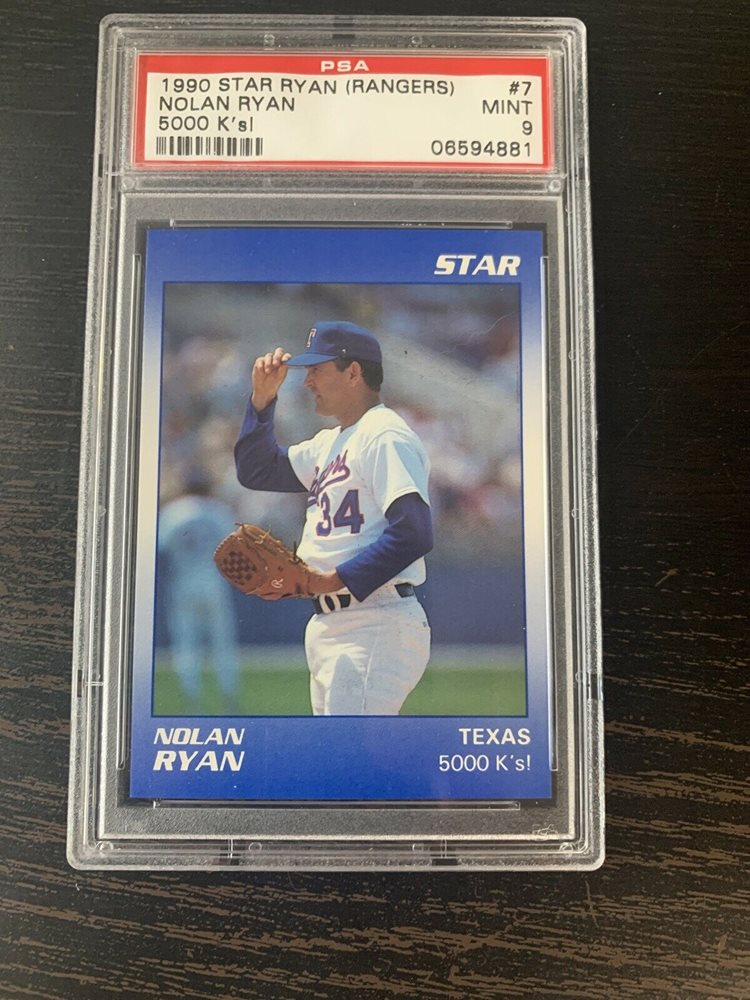 PSA
1990 STAR RYAN (RANGERS) #7
NOLAN RYAN MINT
5000 K's! 9
06594881
STAR
T
Rangers
34
R
NOLAN TEXAS
RYAN 5000 K's!